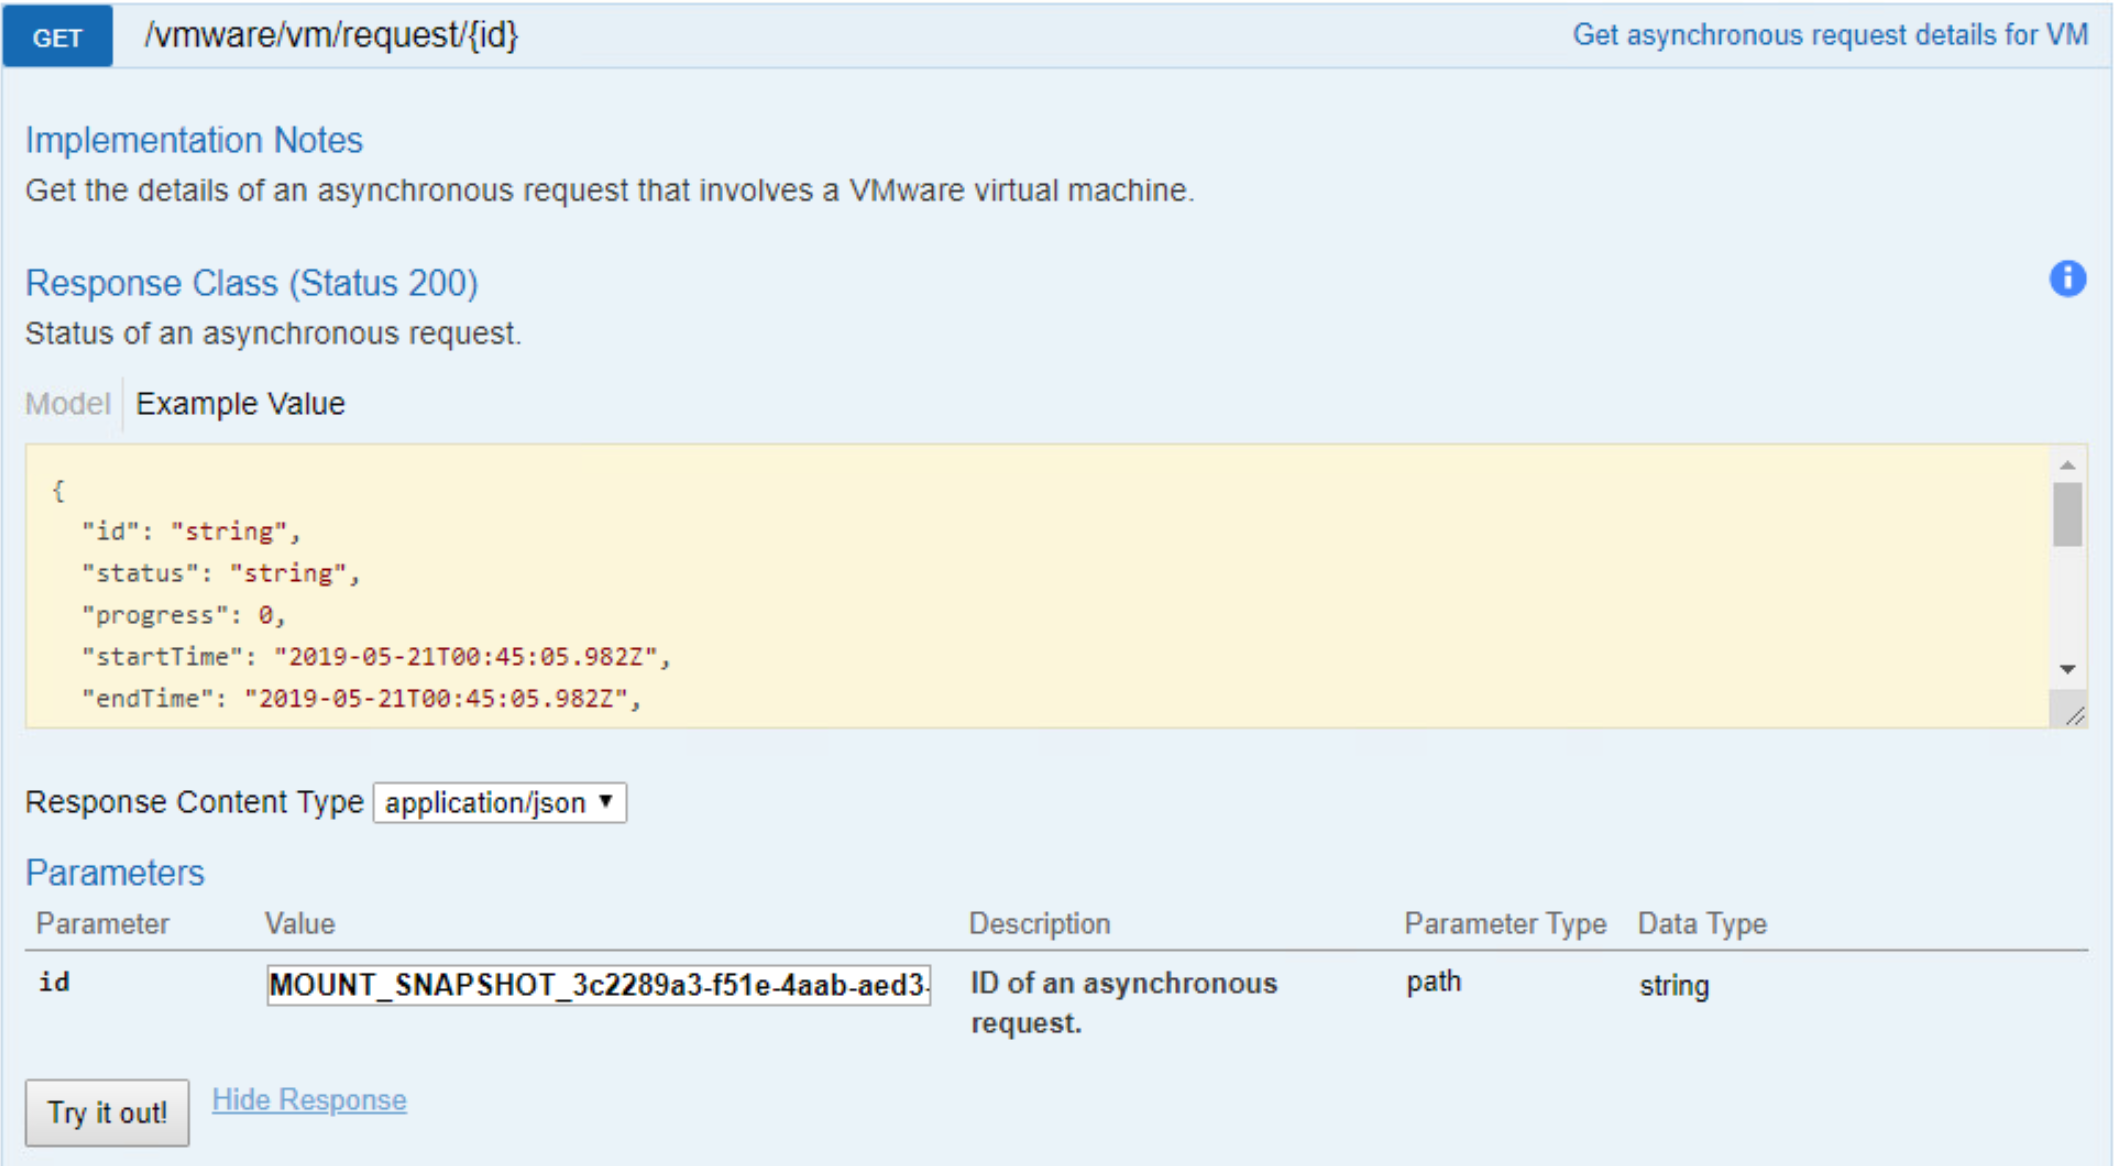 GET /vmware/vm/request/{id} Get asynchronous request details for VM
Implementation Notes
Get the details of an asynchronous request that involves a VMware virtual machine.
Response Class (Status 200)
Status of an asynchronous request.
Model Example Value
{
"id": "string",
"status": "string",
"progress": 0,
"startTime": "2019-05-21T00:45:05.982Z",
"endTime": "2019-05-21T00:45:05.982Z",
Response Content Type application/json
Parameters
Parameter Value Description Parameter Type Data Type
id MOUNT_SNAPSHOT_3c2289a3-f51e-4aab-aed3- ID of an asynchronous path string
request.
Try it out! Hide Response